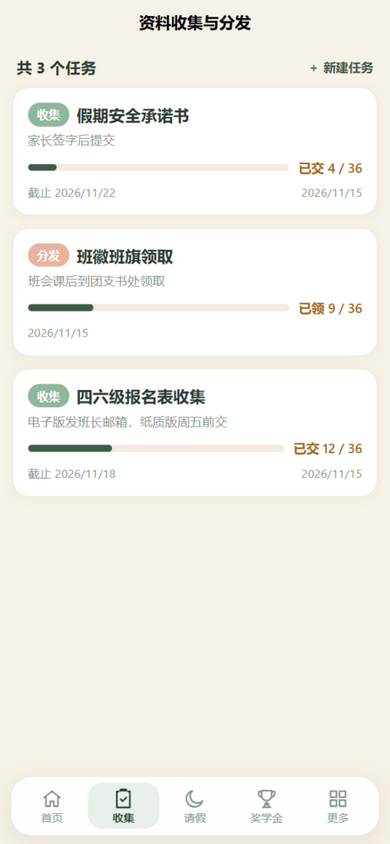 资料收集与分发
共 3 个任务
+ 新建任务
收集 假期安全承诺书
家长签字后提交
已交 4 / 36
截止 2026/11/22 2026/11/15
分发 班徽班旗领取
班会课后到团支书处领取
已领 9 / 36
2026/11/15
收集 四六级报名表收集
电子版发班长邮箱，纸质版周五前交
已交 12 / 36
截止 2026/11/18 2026/11/15
首页 收集 请假 奖学金 更多